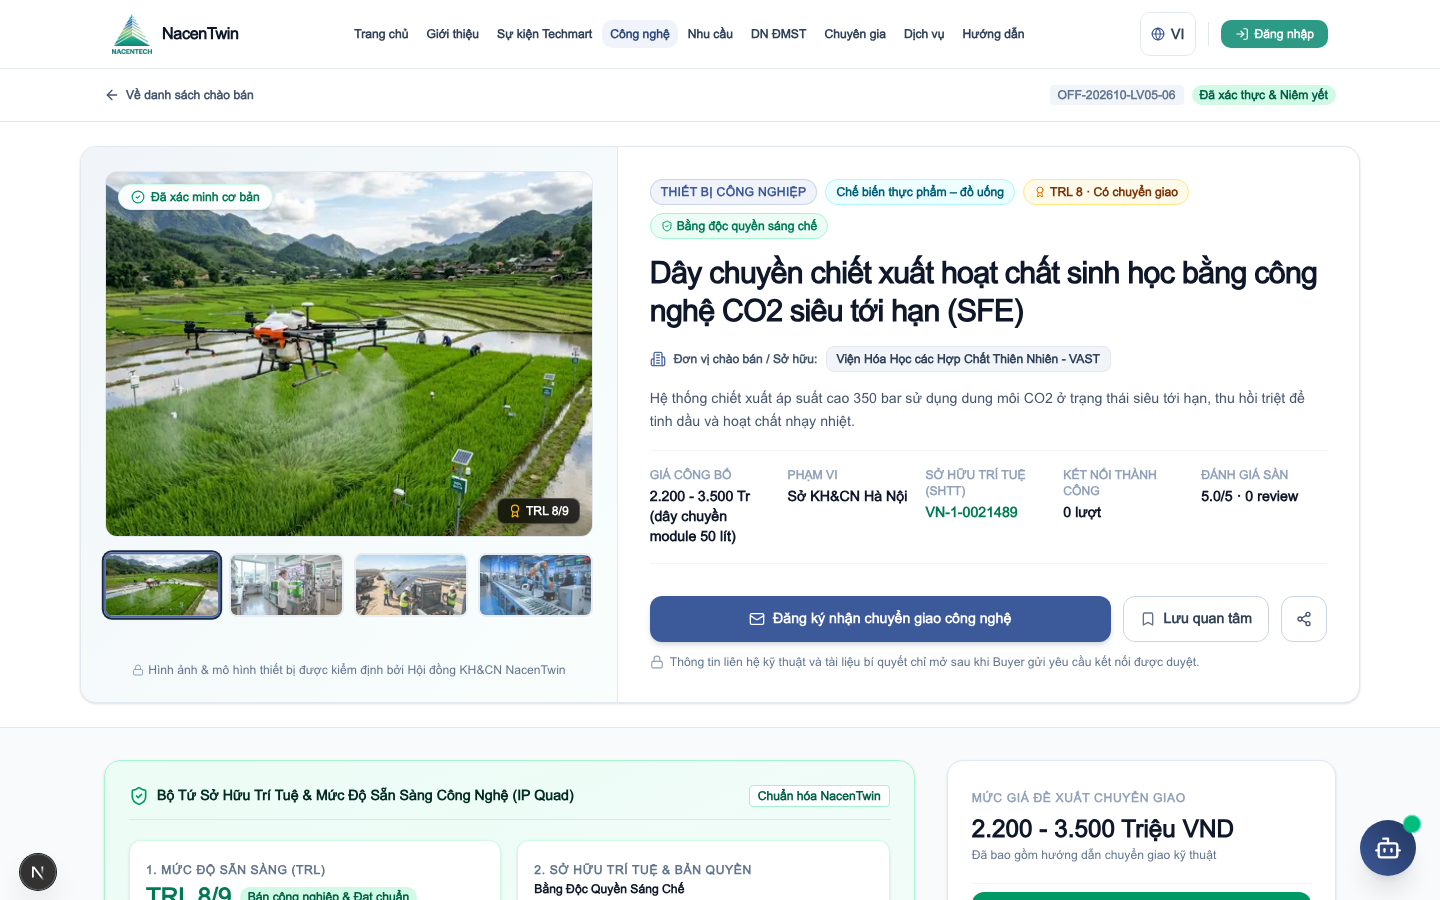 NACENTECH
NacenTwin
Trang chủ
Giới thiệu
Sự kiện Techmart
Công nghệ
Nhu cầu
DN ĐMST
Chuyên gia
Dịch vụ
Hướng dẫn
VI
Đăng nhập
Về danh sách chào bán
OFF-202610-LV05-06
Đã xác thực & Niêm yết
Đã xác minh cơ bản
TRL 8/9
Hình ảnh & mô hình thiết bị được kiểm định bởi Hội đồng KH&CN NacenTwin
THIẾT BỊ CÔNG NGHIỆP
Chế biến thực phẩm – đồ uống
TRL 8 · Có chuyển giao
Bằng độc quyền sáng chế
Dây chuyền chiết xuất hoạt chất sinh học bằng công
nghệ CO2 siêu tới hạn (SFE)
Đơn vị chào bán / Sở hữu:
Viện Hóa Học các Hợp Chất Thiên Nhiên - VAST
Hệ thống chiết xuất áp suất cao 350 bar sử dụng dung môi CO2 ở trạng thái siêu tới hạn, thu hồi triệt để
tinh dầu và hoạt chất nhạy nhiệt.
GIÁ CÔNG BỐ
2.200 - 3.500 Tr
(dây chuyền
module 50 lít)
PHẠM VI
Sở KH&CN Hà Nội
SỞ HỮU TRÍ TUỆ
(SHTT)
VN-1-0021489
KẾT NỐI THÀNH
CÔNG
0 lượt
ĐÁNH GIÁ SÀN
5.0/5 · 0 review
Đăng ký nhận chuyển giao công nghệ
Lưu quan tâm
Thông tin liên hệ kỹ thuật và tài liệu bí quyết chỉ mở sau khi Buyer gửi yêu cầu kết nối được duyệt.
Bộ Tứ Sở Hữu Trí Tuệ & Mức Độ Sẵn Sàng Công Nghệ (IP Quad)
Chuẩn hóa NacenTwin
1. MỨC ĐỘ SẴN SÀNG (TRL)
TRL 8/9
Bán công nghiệp & Đạt chuẩn
2. SỞ HỮU TRÍ TUỆ & BẢN QUYỀN
Bằng Độc Quyền Sáng Chế
MỨC GIÁ ĐỀ XUẤT CHUYỂN GIAO
2.200 - 3.500 Triệu VND
Đã bao gồm hướng dẫn chuyển giao kỹ thuật
N